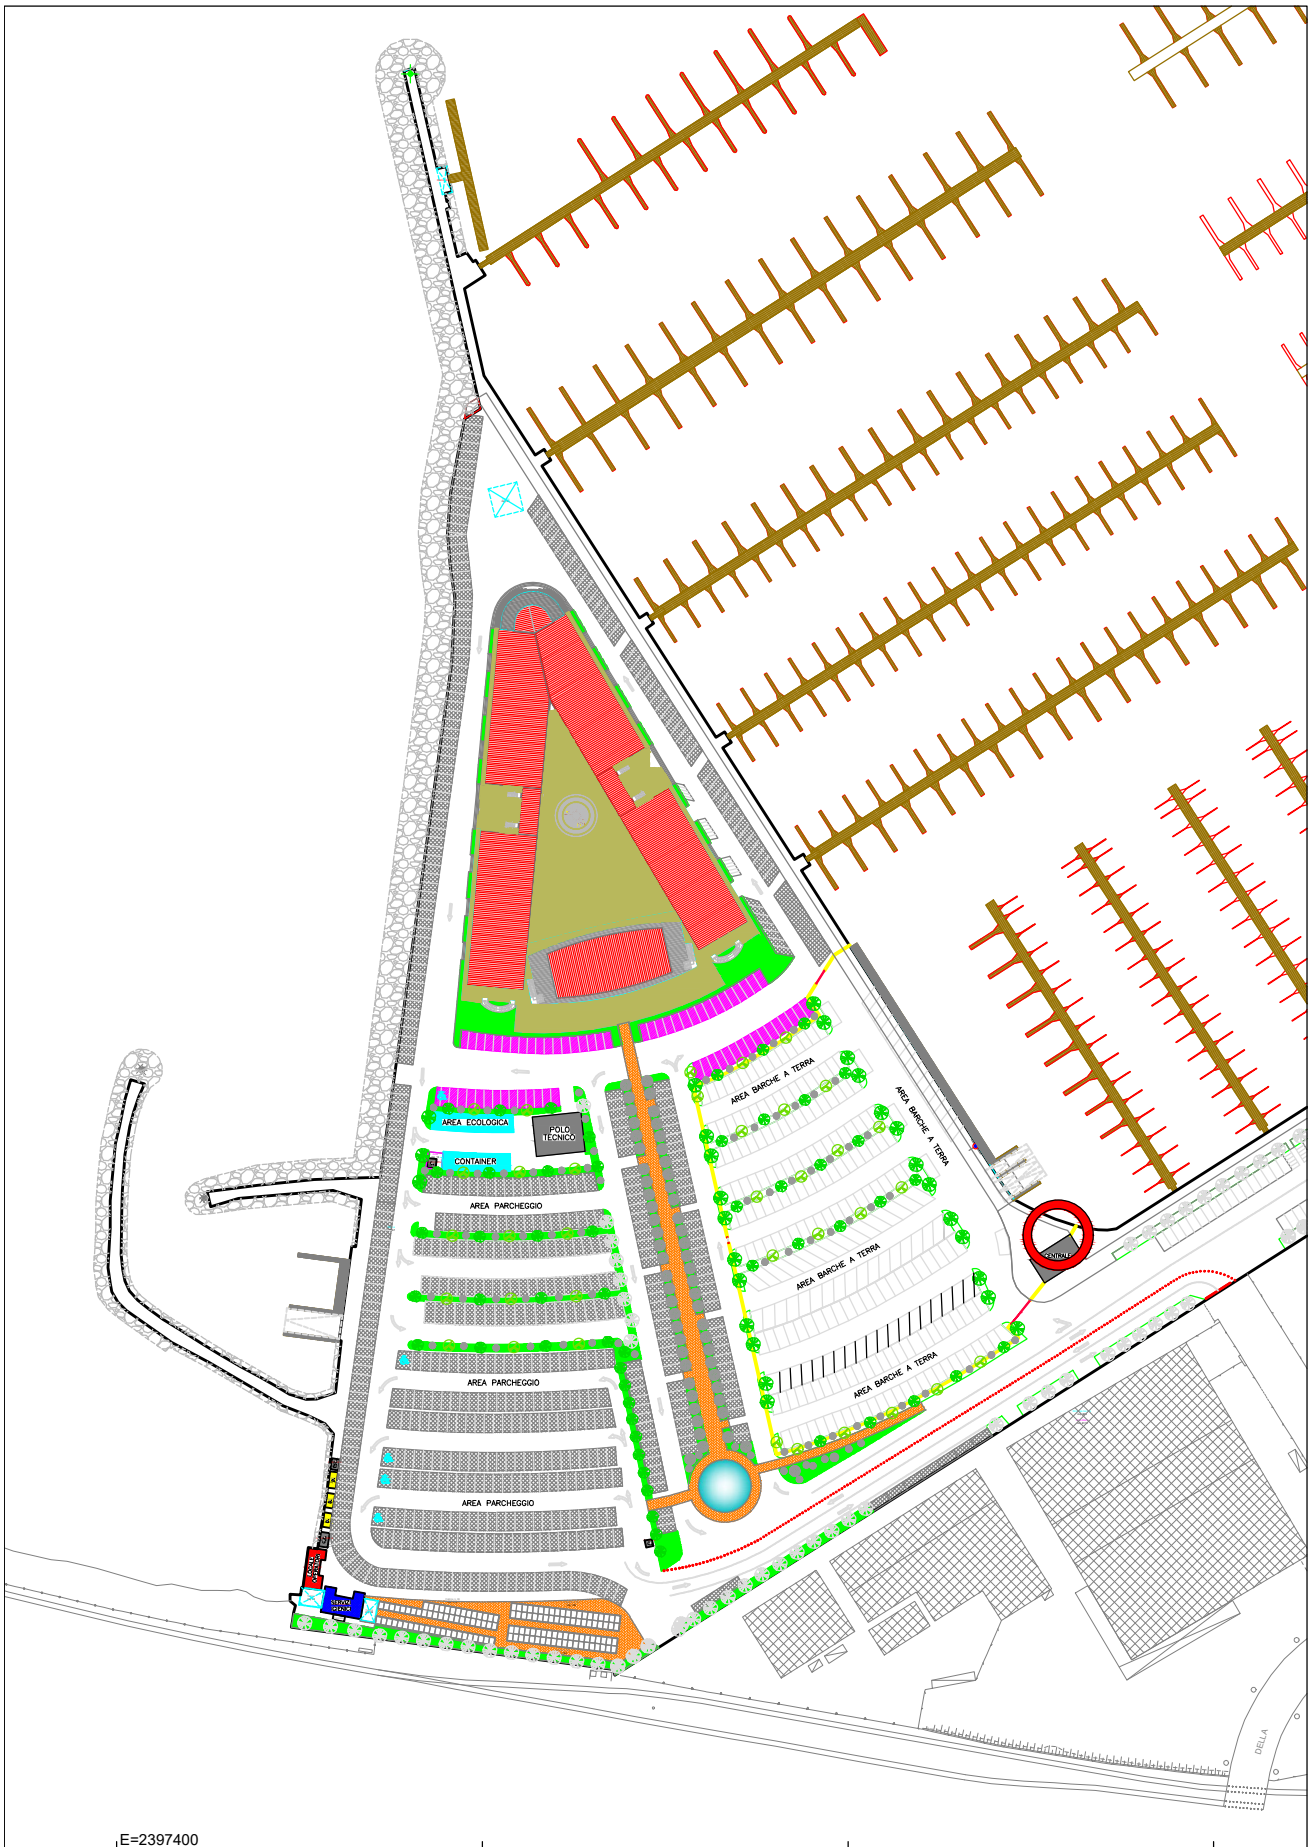 AREA BARCHE A TERRA
AREA BARCHE A TERRA
AREA ECOLOGICA
POLO
TECNICO
CONTAINER
AREA PARCHEGGIO
AREA BARCHE A TERRA
CENTRALE
AREA BARCHE A TERRA
AREA PARCHEGGIO
AREA PARCHEGGIO
SERVIZI
DELLA
E=2397400